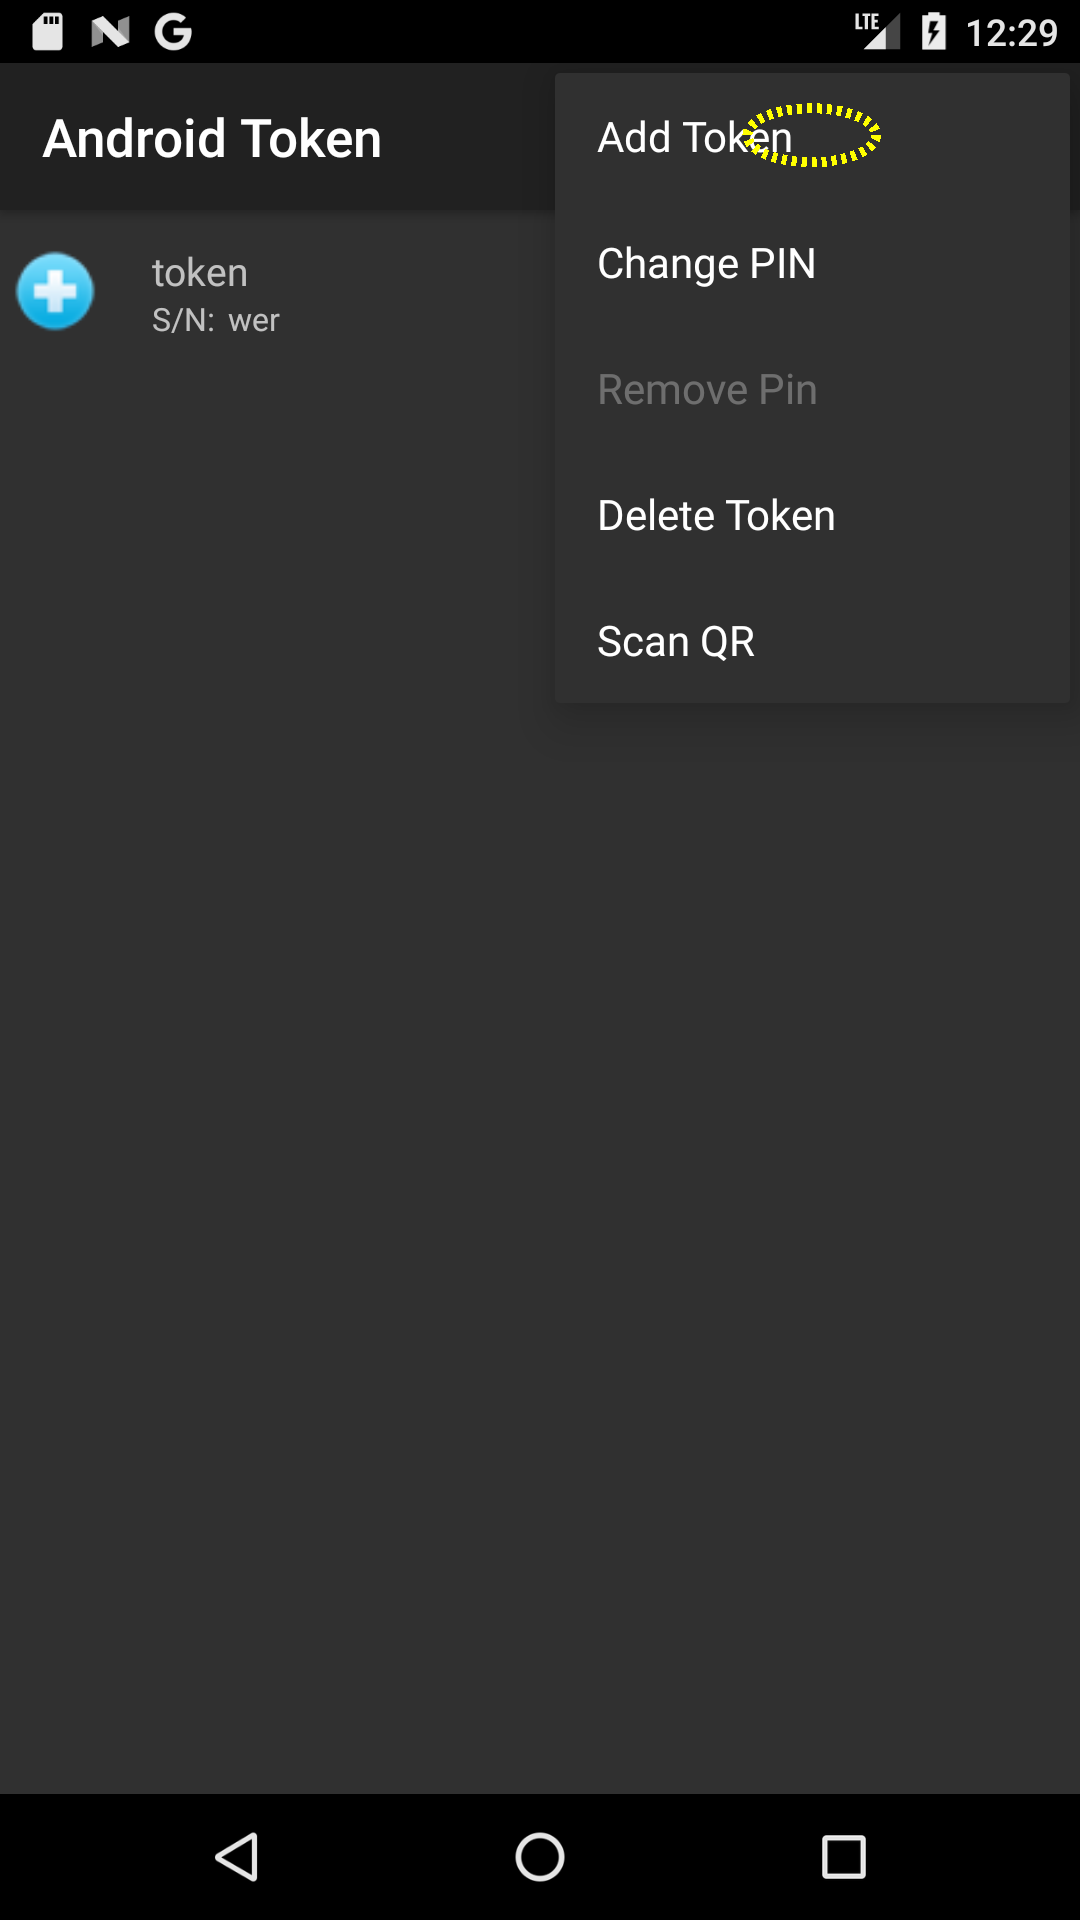 LTE 12:29
Android Token
Add Token
token
S/N: wer
Change PIN
Remove Pin
Delete Token
Scan QR